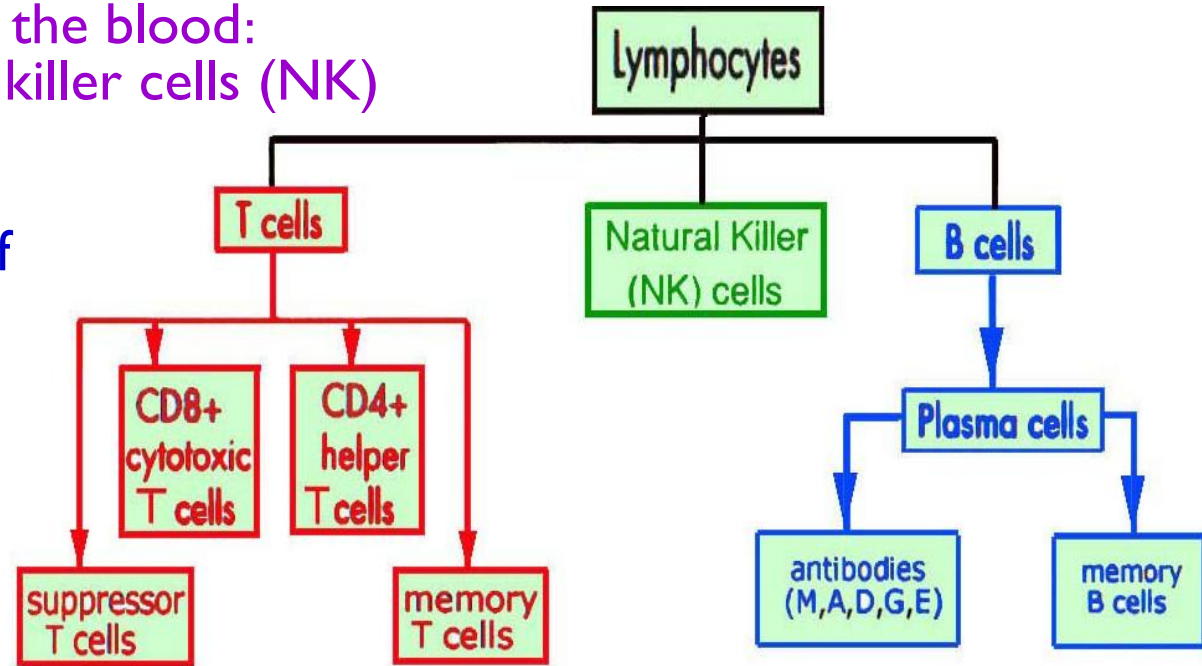 the blood:
killer cells (NK)
f
Lymphocytes
T cells
Natural Killer
(NK) cells
B cells
CD8+
cytotoxic
T cells
CD4+
helper
T cells
Plasma cells
suppressor
T cells
memory
T cells
antibodies
(M,A,D,G,E)
memory
B cells